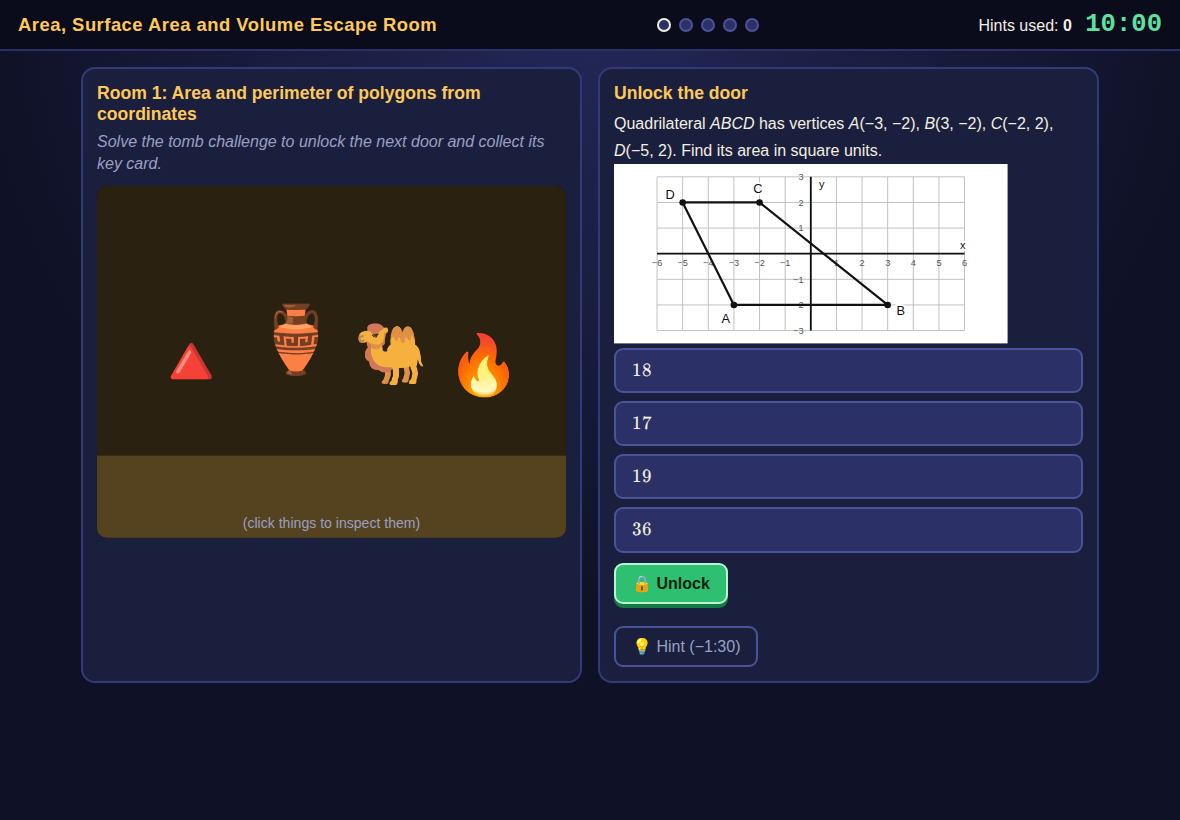 Area, Surface Area and Volume Escape Room
Hints used: 0 10:00
Room 1: Area and perimeter of polygons from
coordinates
Solve the tomb challenge to unlock the next door and collect its
key card.
(click things to inspect them)
Unlock the door
Quadrilateral ABCD has vertices A(−3, −2), B(3, −2), C(−2, 2),
D(−5, 2). Find its area in square units.
3
y
D
C
2
1
x
−6 −5 −4 −3 −2 −1 1 2 3 4 5 6
−1
−2
A
B
−3
18
17
19
36
🔒 Unlock
💡 Hint (−1:30)